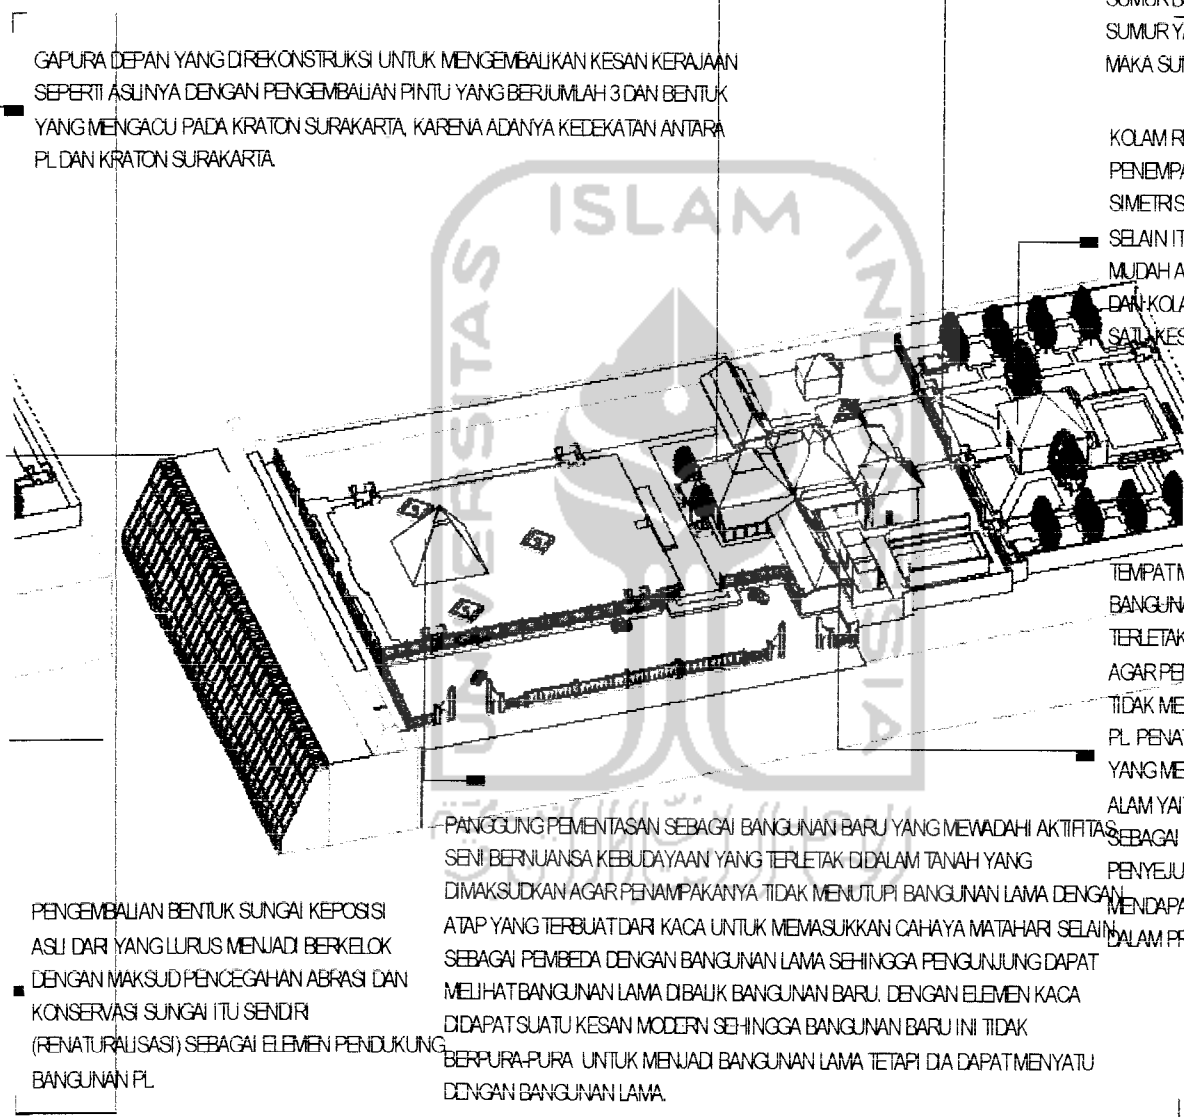 GAPURA DEPAN YANG DIREKONSTRUKSI UNTUK MENGEMBALIKAN KESAN KERAJAAN
SEPERTI ASLINYA DENGAN PENGEMBALIAN PINTU YANG BERJUMLAH 3 DAN BENTUK
YANG MENGACU PADA KRATON SURAKARTA, KARENA ADANYA KEDEKATAN ANTARA
PL DAN KRATON SURAKARTA.
SUMUR YA
MAKA SUM
KOLAM RE
PENEMPA
SIMETRIS
SELAIN IT
MUDAH A
DAN KOLA
SATU KES
UNIVERSITAS ISLAM INDONESIA
TEMPAT M
BANGUNA
TERLETAK
AGAR PEN
TIDAK ME
PL. PENAT
YANG ME
ALAM YAIT
SEBAGAI
PENYEJU
MENDAPA
DALAM PR
PANGGUNG PEMENTASAN SEBAGAI BANGUNAN BARU YANG MEWADAHI AKTIFITAS
SENI BERNUANSA KEBUDAYAAN YANG TERLETAK DIDALAM TANAH YANG
DIMAKSUDKAN AGAR PENAMPAKANYA TIDAK MENUTUPI BANGUNAN LAMA DENGAN
ATAP YANG TERBUAT DARI KACA UNTUK MEMASUKKAN CAHAYA MATAHARI SELAIN
SEBAGAI PEMBEDA DENGAN BANGUNAN LAMA SEHINGGA PENGUNJUNG DAPAT
MELIHAT BANGUNAN LAMA DIBALIK BANGUNAN BARU. DENGAN ELEMEN KACA
DIDAPAT SUATU KESAN MODERN SEHINGGA BANGUNAN BARU INI TIDAK
BERPURA-PURA UNTUK MENJADI BANGUNAN LAMA TETAPI DIA DAPAT MENYATU
DENGAN BANGUNAN LAMA.
PENGEMBALIAN BENTUK SUNGAI KEPOSISI
ASLI DARI YANG LURUS MENJADI BERKELOK
DENGAN MAKSUD PENCEGAHAN ABRASI DAN
KONSERVASI SUNGAI ITU SENDIRI
(RENATURALISASI) SEBAGAI ELEMEN PENDUKUNG
BANGUNAN PL